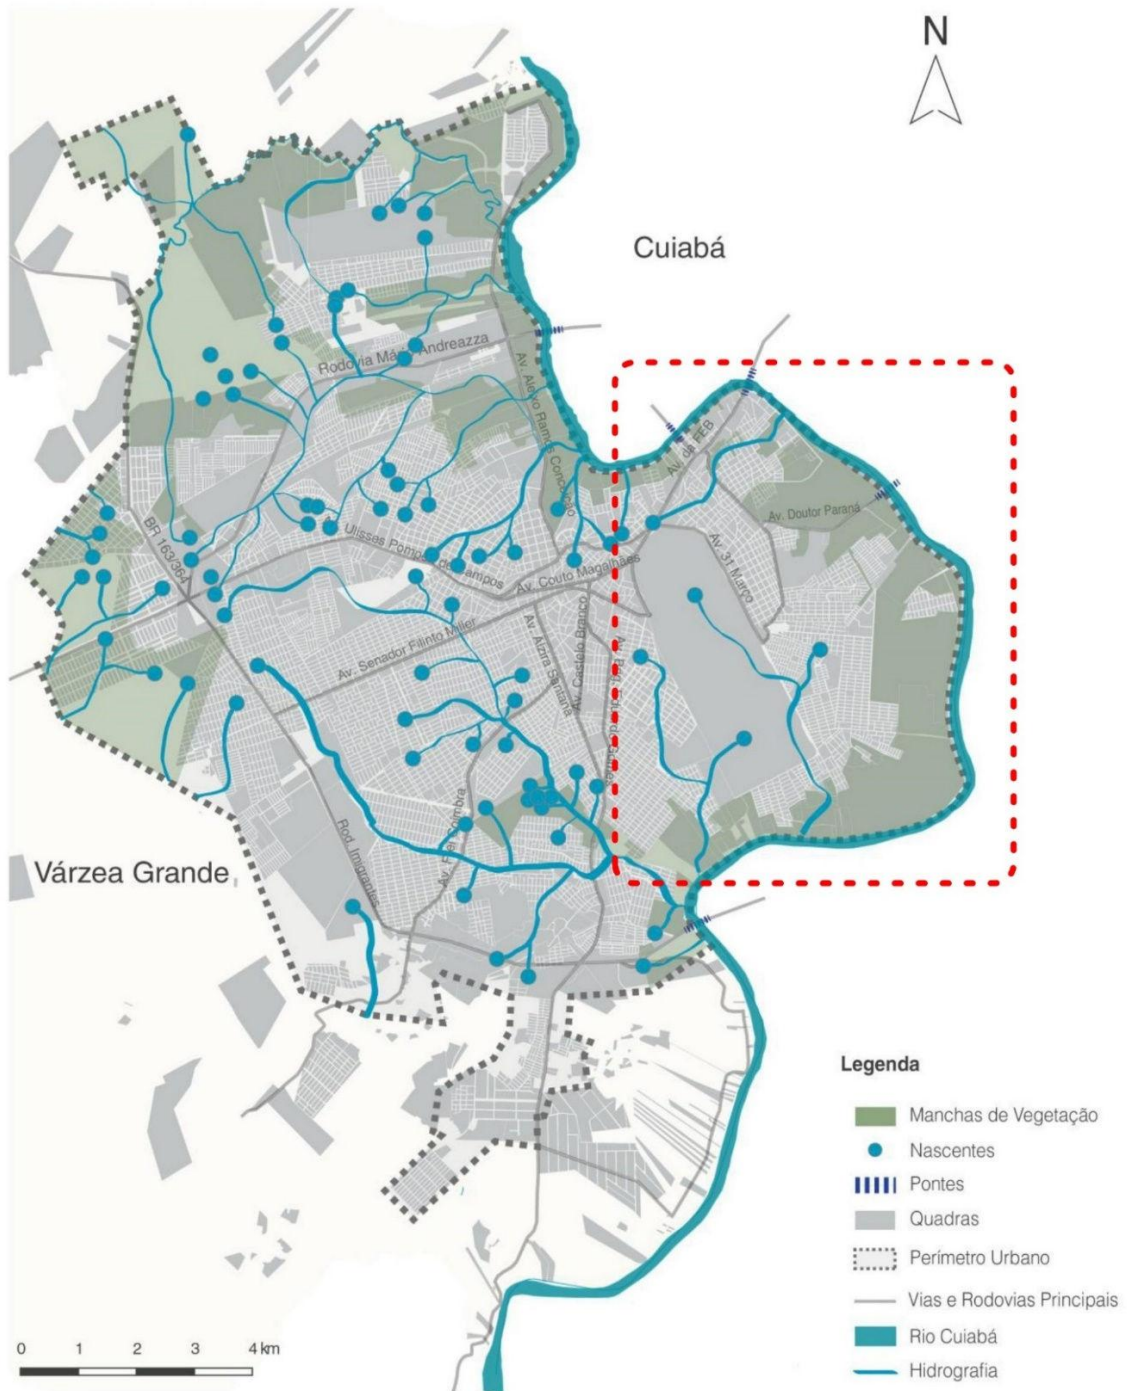 N
Cuiabá
Rodovia Mário Andreazza
Av. Aleixo Ramos Conceição
Av. da FEB
Av. Doutor Paraná
BR 163/364
Ulisses Pompeu de Campos
Av. 31 Março
Av. Couto Magalhães
Av. Senador Filinto Müller
Av. Alzira Santana
Av. Castelo Branco
Av.
Rod. Imigrantes
Coimbra
Várzea Grande
Legenda
Manchas de Vegetação
Nascentes
Pontes
Quadras
Perímetro Urbano
Vias e Rodovias Principais
Rio Cuiabá
Hidrografia
0 1 2 3 4 km